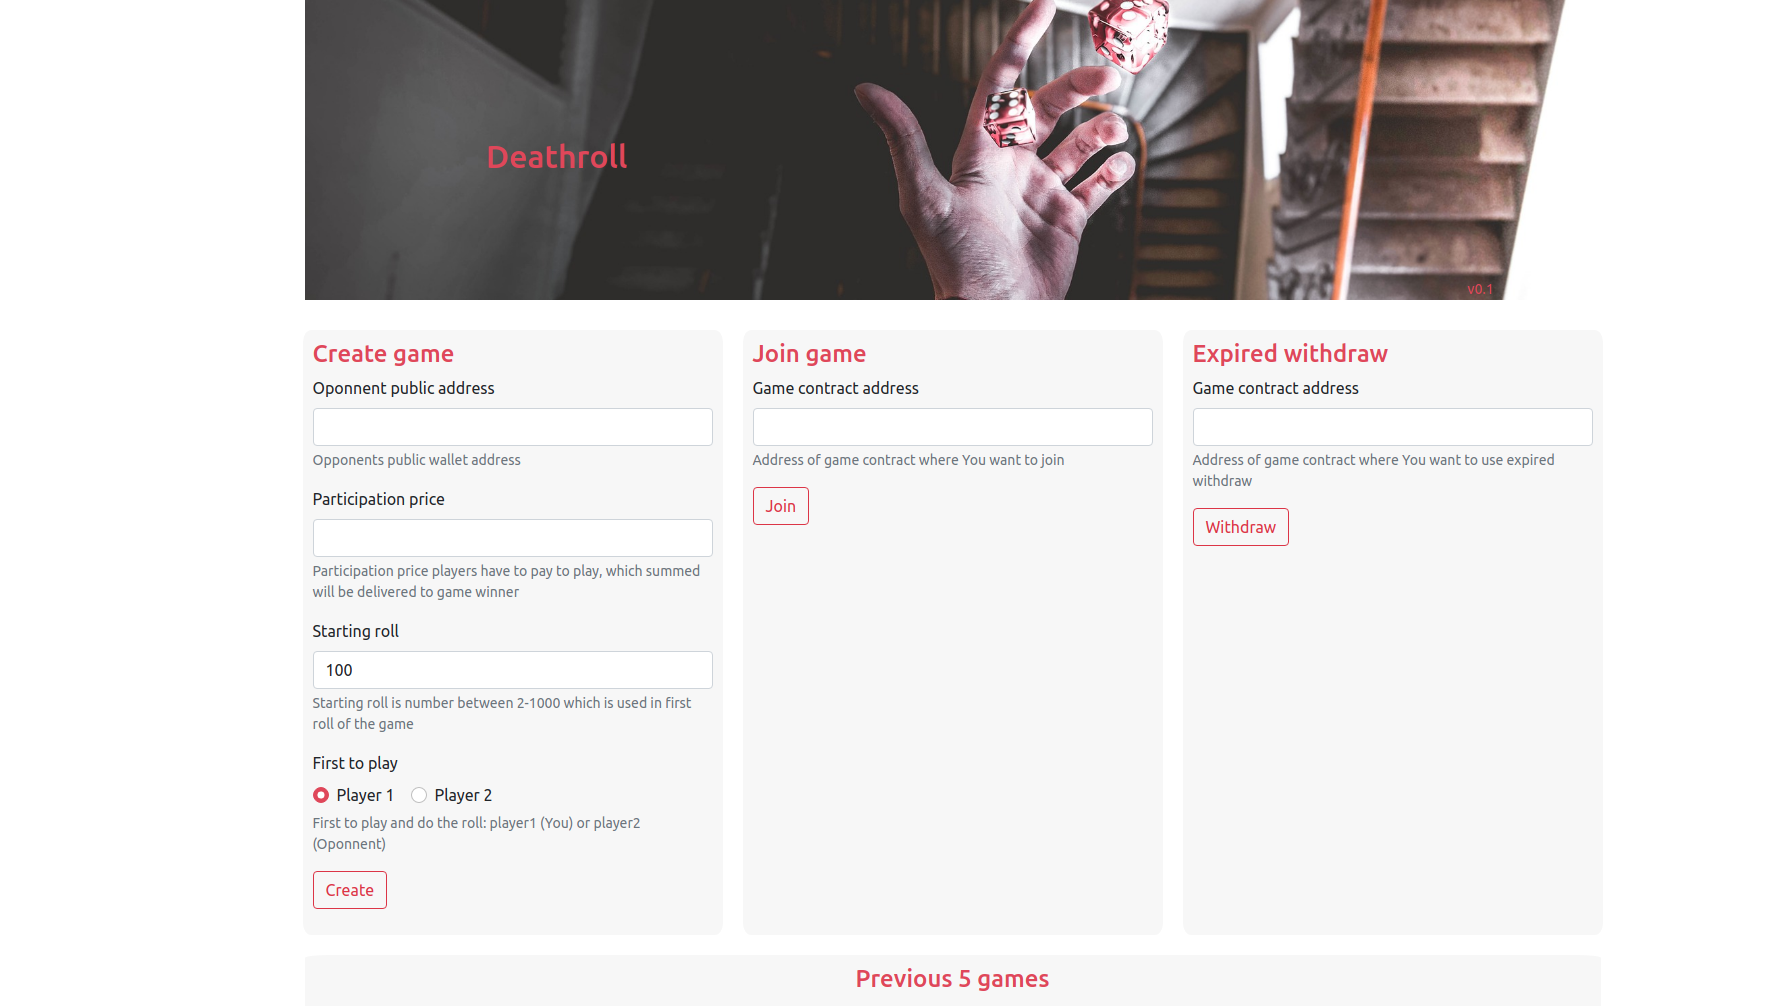 Deathroll
v0.1
Create game
Oponnent public address
Opponents public wallet address
Participation price
Participation price players have to pay to play, which summed
will be delivered to game winner
Starting roll
100
Starting roll is number between 2-1000 which is used in first
roll of the game
First to play
Player 1 Player 2
First to play and do the roll: player1 (You) or player2
(Oponnent)
Create
Join game
Game contract address
Address of game contract where You want to join
Join
Expired withdraw
Game contract address
Address of game contract where You want to use expired
withdraw
Withdraw
Previous 5 games